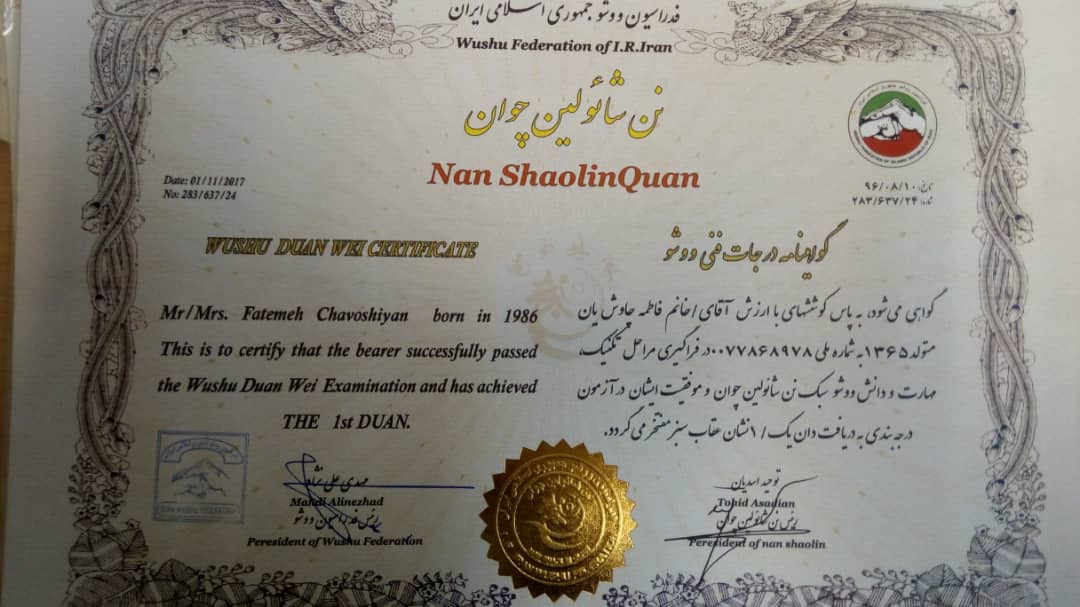 فدراسیون ووشو جمهوری اسلامی ایران
Wushu Federation of I.R.Iran
نن شائولین چوان
Nan ShaolinQuan
Date: 01/11/2017
No: 283/637/24
تاریخ: ۹۶/۰۸/۱۰
شماره: ۲۸۳/۶۳۷/۲۴
WUSHU DUAN WEI CERTIFICATE
Mr/Mrs. Fatemeh Chavoshiyan born in 1986
This is to certify that the bearer successfully passed
the Wushu Duan Wei Examination and has achieved
THE 1st DUAN.
گواهینامه درجات فنی ووشو
گواهی می شود، به پاس کوششهای با ارزش آقای/خانم فاطمه چاوش یان
متولد ۱۳۶۵ به شماره ملی ۰۰۷۷۸۶۸۹۷۸ در فراگیری مراحل تکنیک،
مهارت و دانش ووشو سبک نن شائولین چوان و موفقیت ایشان در آزمون
درجه بندی به دریافت دان یک / ۱ نشان عقاب سبز مفتخر می گردد.
مهدی علی نژاد
Mahdi Alinezhad
رئیس فدراسیون ووشو
Peresident of Wushu Federation
توحید اسدیان
Tohid Asadian
رئیس نن شائولین چوان
Peresident of nan shaolin